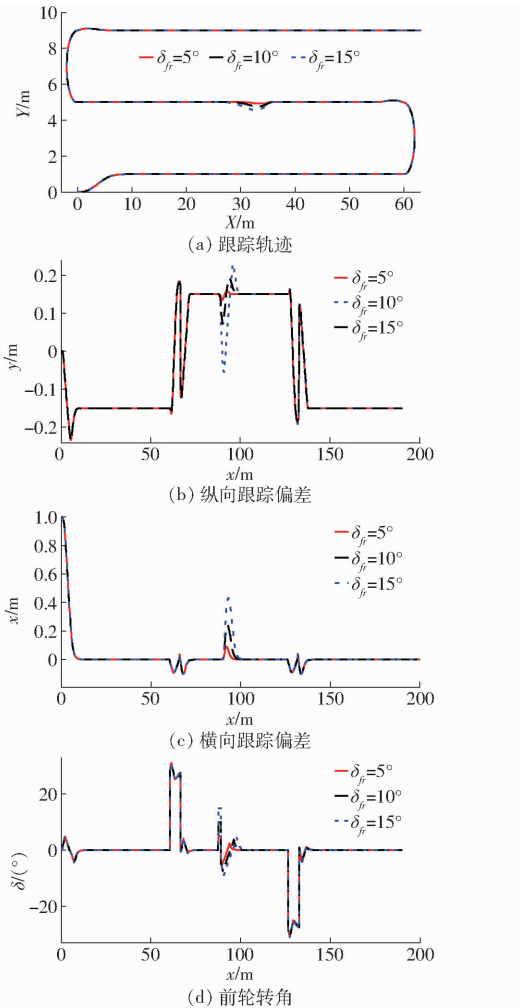 10
8
6
4
2
0
Y/m
δfr=5° δfr=10° δfr=15°
0 10 20 30 40 50 60
X/m
(a) 跟踪轨迹
0.2
0.1
0
−0.1
−0.2
y/m
δfr=5°
δfr=10°
δfr=15°
0 50 100 150 200
x/m
(b) 纵向跟踪偏差
1.0
0.8
0.6
0.4
0.2
0
x/m
δfr=5°
δfr=10°
δfr=15°
0 50 100 150 200
x/m
(c) 横向跟踪偏差
20
0
−20
δ/(°)
δfr=5°
δfr=10°
δfr=15°
0 50 100 150 200
x/m
(d) 前轮转角